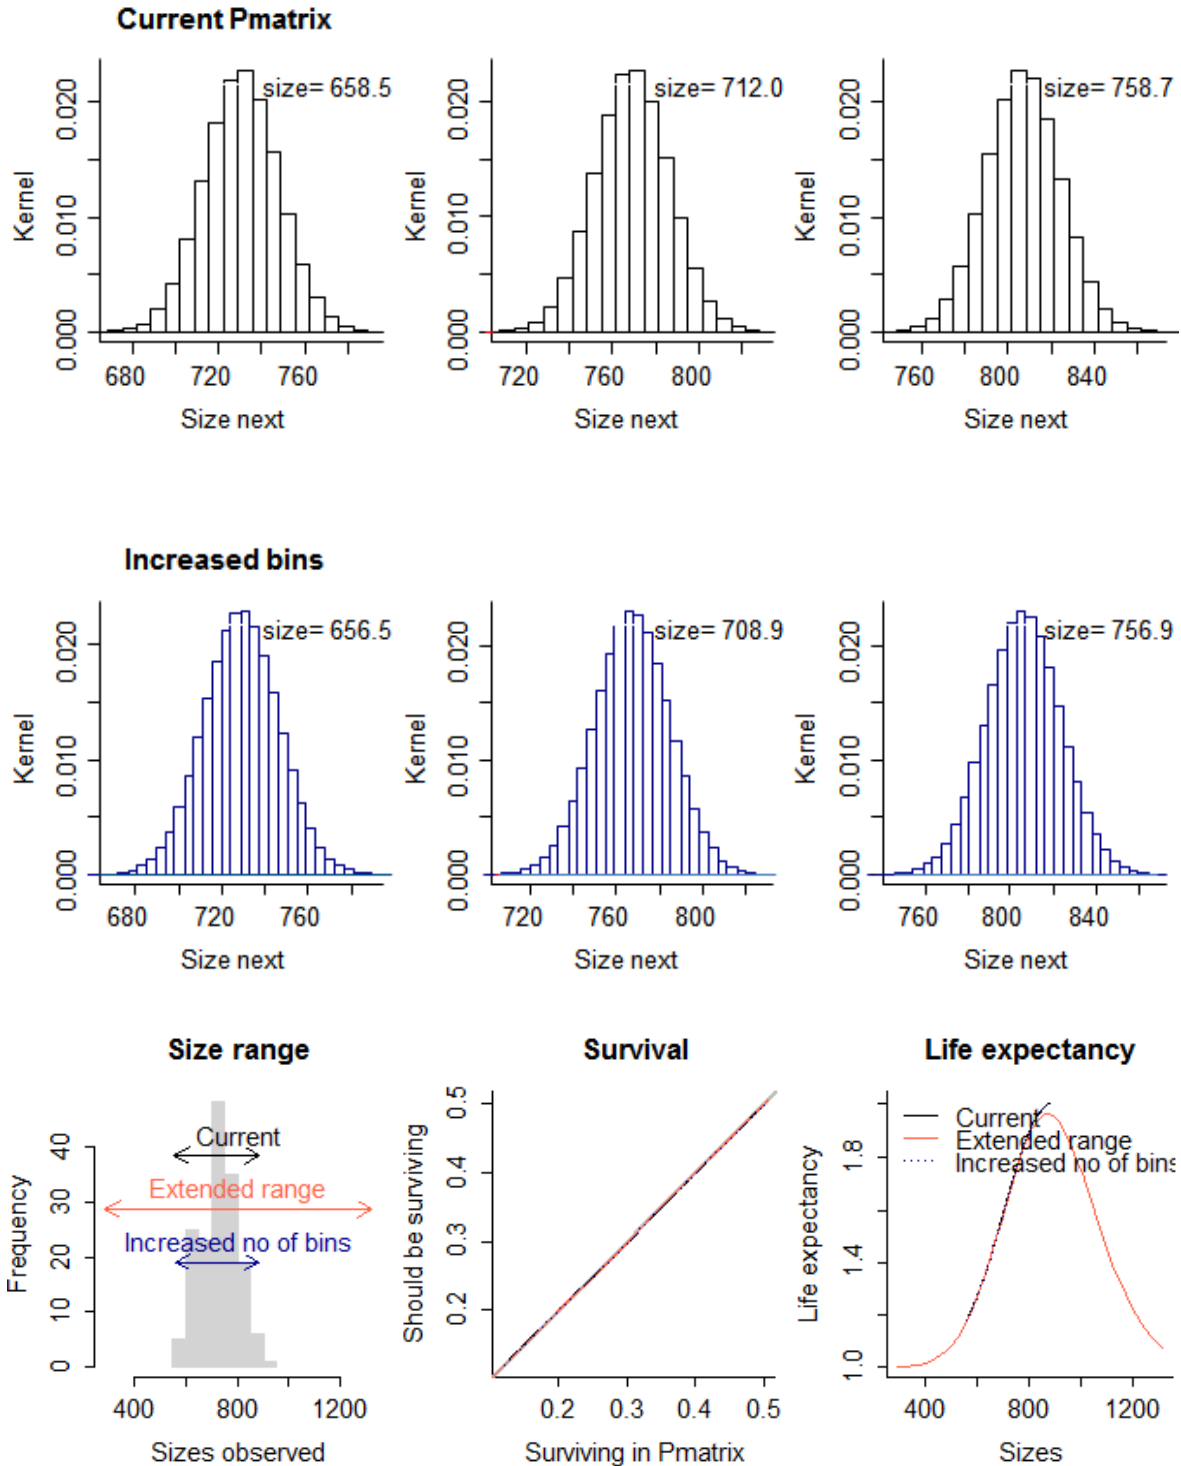 Current Pmatrix
size= 658.5
size= 712.0
size= 758.7
Kernel
0.000 0.010 0.020
680 720 760
Size next
Kernel
0.000 0.010 0.020
720 760 800
Size next
Kernel
0.000 0.010 0.020
760 800 840
Size next
Increased bins
size= 656.5
size= 708.9
size= 756.9
Kernel
0.000 0.010 0.020
680 720 760
Size next
Kernel
0.000 0.010 0.020
720 760 800
Size next
Kernel
0.000 0.010 0.020
760 800 840
Size next
Size range
Current
Extended range
Increased no of bins
Frequency
0 10 20 30 40
400 800 1200
Sizes observed
Survival
Should be surviving
0.2 0.3 0.4 0.5
0.2 0.3 0.4 0.5
Surviving in Pmatrix
Life expectancy
Current
Extended range
Increased no of bins
Life expectancy
1.0 1.4 1.8
400 800 1200
Sizes